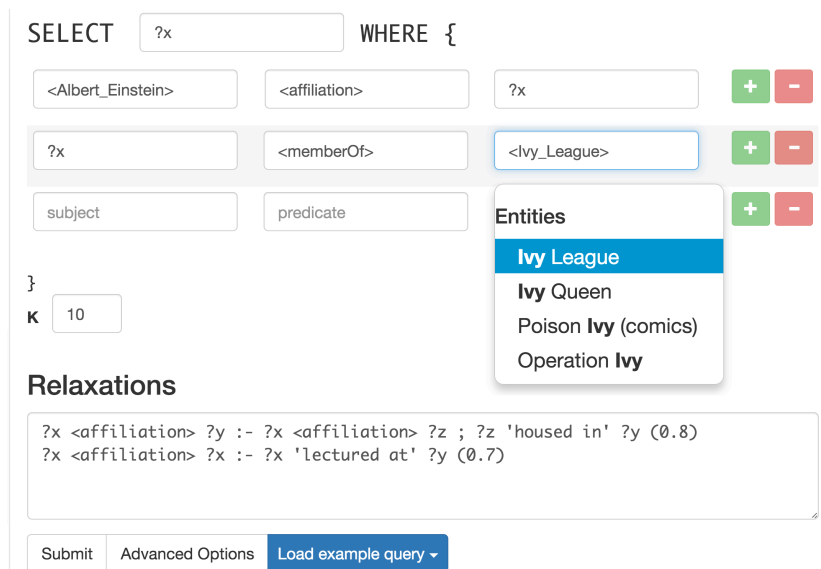 SELECT ?x WHERE {
<Albert_Einstein> <affiliation> ?x + -
?x <memberOf> <Ivy_League> + -
subject predicate + -
Entities
Ivy League
Ivy Queen
Poison Ivy (comics)
Operation Ivy
}
K 10
Relaxations
?x <affiliation> ?y :- ?x <affiliation> ?z ; ?z 'housed in' ?y (0.8)
?x <affiliation> ?x :- ?x 'lectured at' ?y (0.7)
Submit Advanced Options Load example query